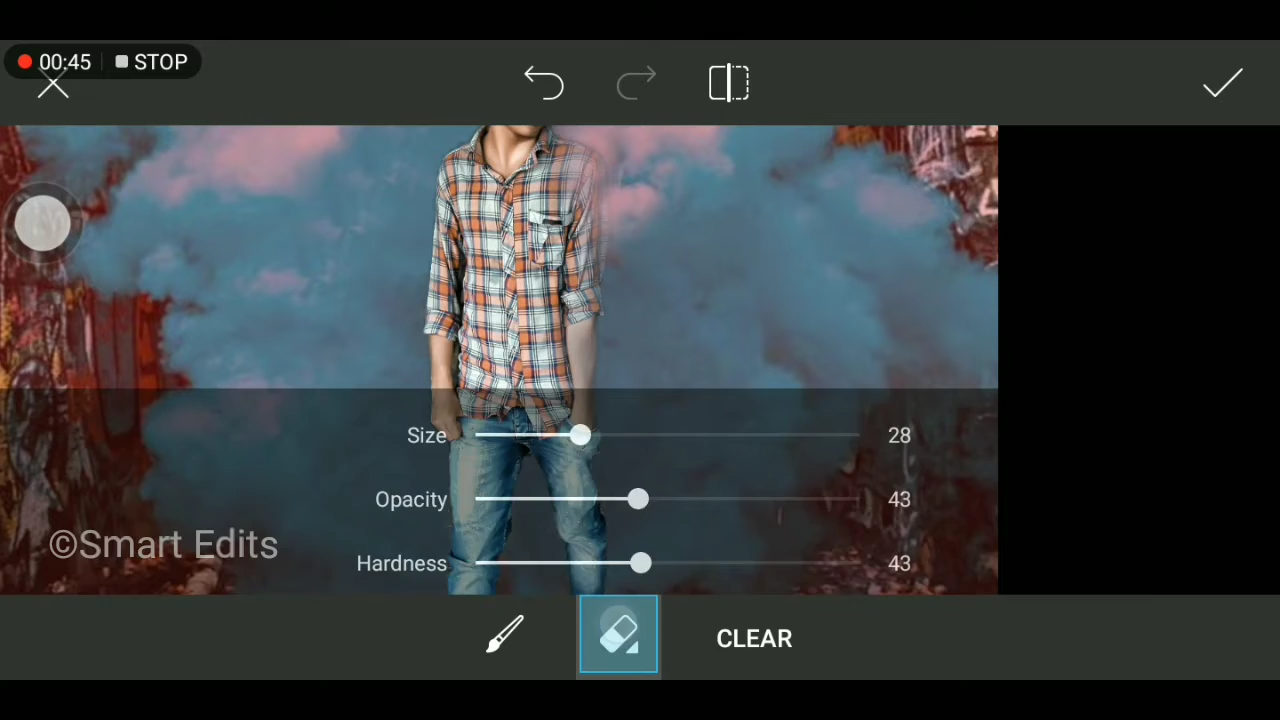 00:45 STOP
Size 28
Opacity 43
Hardness 43
©Smart Edits
CLEAR